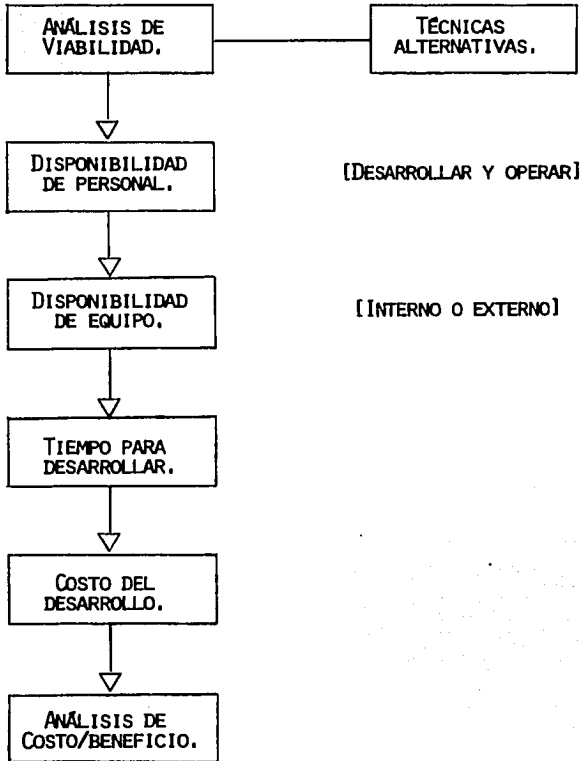 ANÁLISIS DE
VIABILIDAD.
TÉCNICAS
ALTERNATIVAS.
DISPONIBILIDAD
DE PERSONAL.
[DESARROLLAR Y OPERAR]
DISPONIBILIDAD
DE EQUIPO.
[INTERNO O EXTERNO]
TIEMPO PARA
DESARROLLAR.
COSTO DEL
DESARROLLO.
ANÁLISIS DE
COSTO/BENEFICIO.